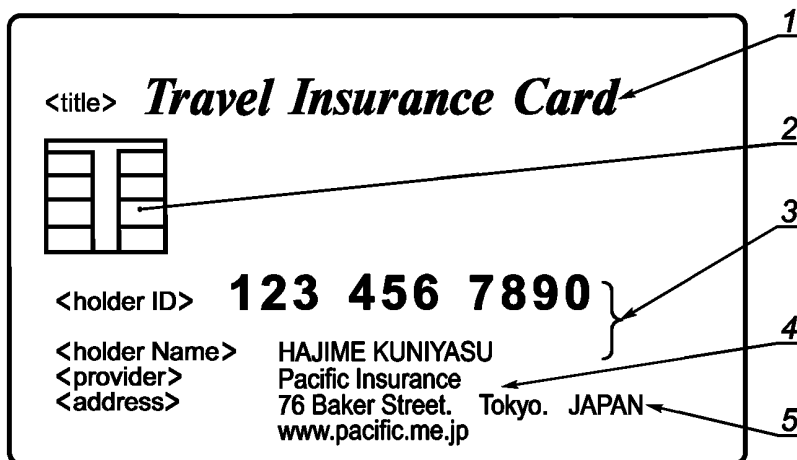 1
<title> Travel Insurance Card
2
3
<holder ID> 123 456 7890
4
<holder Name> HAJIME KUNIYASU
<provider> Pacific Insurance
<address> 76 Baker Street. Tokyo. JAPAN
5
www.pacific.me.jp